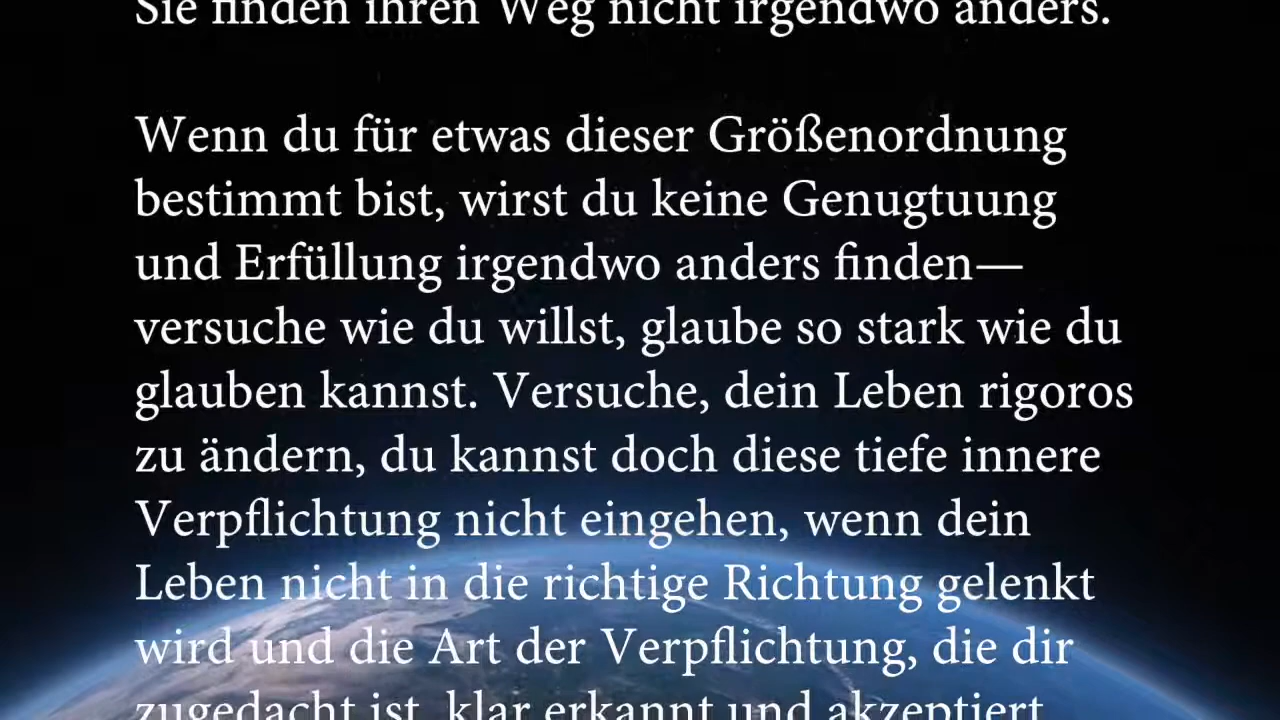 Sie finden ihren Weg nicht irgendwo anders.
Wenn du für etwas dieser Größenordnung
bestimmt bist, wirst du keine Genugtuung
und Erfüllung irgendwo anders finden—
versuche wie du willst, glaube so stark wie du
glauben kannst. Versuche, dein Leben rigoros
zu ändern, du kannst doch diese tiefe innere
Verpflichtung nicht eingehen, wenn dein
Leben nicht in die richtige Richtung gelenkt
wird und die Art der Verpflichtung, die dir
zugedacht ist, klar erkannt und akzeptiert